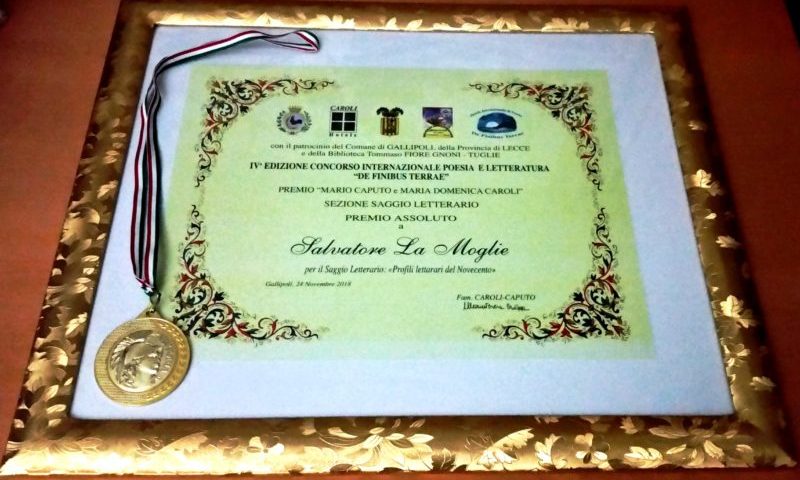 CAROLI
Hotels
De Finibus Terrae
con il patrocinio del Comune di GALLIPOLI, della Provincia di LECCE
e della Biblioteca Tommaso FIORE GNONI - TUGLIE
IVª EDIZIONE CONCORSO INTERNAZIONALE POESIA E LETTERATURA
"DE FINIBUS TERRAE"
PREMIO "MARIO CAPUTO e MARIA DOMENICA CAROLI"
SEZIONE SAGGIO LETTERARIO
PREMIO ASSOLUTO
a
Salvatore La Moglie
per il Saggio Letterario: «Profili letturari del Novecento»
Gallipoli, 24 Novembre 2018
Fam. CAROLI-CAPUTO